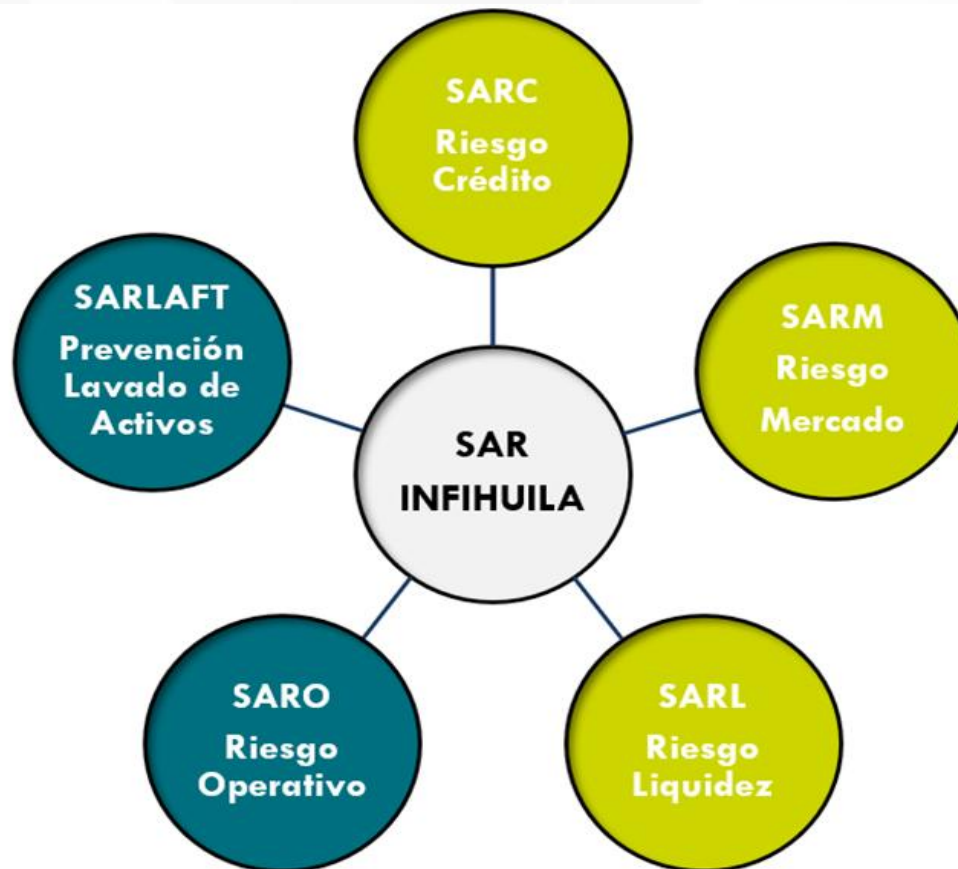 SARC
Riesgo
Crédito
SARLAFT
Prevención
Lavado de
Activos
SARM
Riesgo
Mercado
SAR
INFIHUILA
SARO
Riesgo
Operativo
SARL
Riesgo
Liquidez